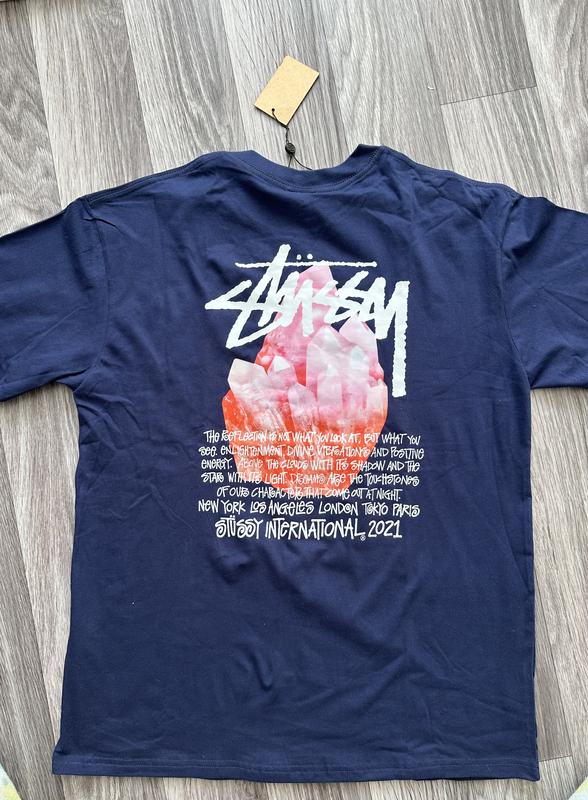 STÜSSY
THE REFLECTION IS NOT WHAT YOU LOOK AT, BUT WHAT YOU
SEE. ENLIGHTENMENT DIVINE VIBRATIONS AND POSITIVE
ENERGY. ABOVE THE CLOUDS WITH ITS SHADOW AND THE
STARS WITH ITS LIGHT. DREAMS ARE THE TOUCHSTONES
OF OUR CHARACTER THAT COME OUT AT NIGHT.
NEW YORK LOS ANGELES LONDON TOKYO PARIS
STÜSSY INTERNATIONAL® 2021